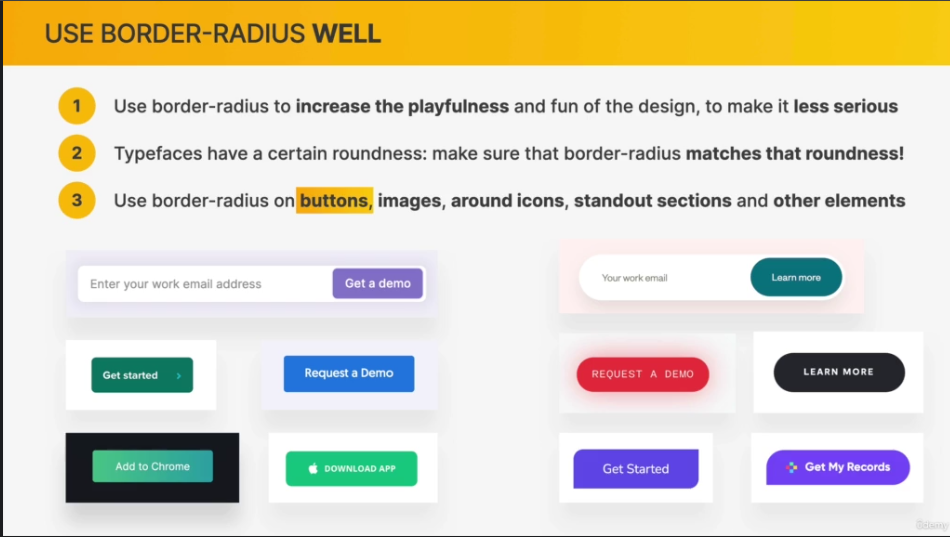 USE BORDER-RADIUS WELL
1 Use border-radius to increase the playfulness and fun of the design, to make it less serious
2 Typefaces have a certain roundness: make sure that border-radius matches that roundness!
3 Use border-radius on buttons, images, around icons, standout sections and other elements
Enter your work email address Get a demo
Your work email Learn more
Get started ›
Request a Demo
REQUEST A DEMO
LEARN MORE
Add to Chrome
DOWNLOAD APP
Get Started
Get My Records
Udemy